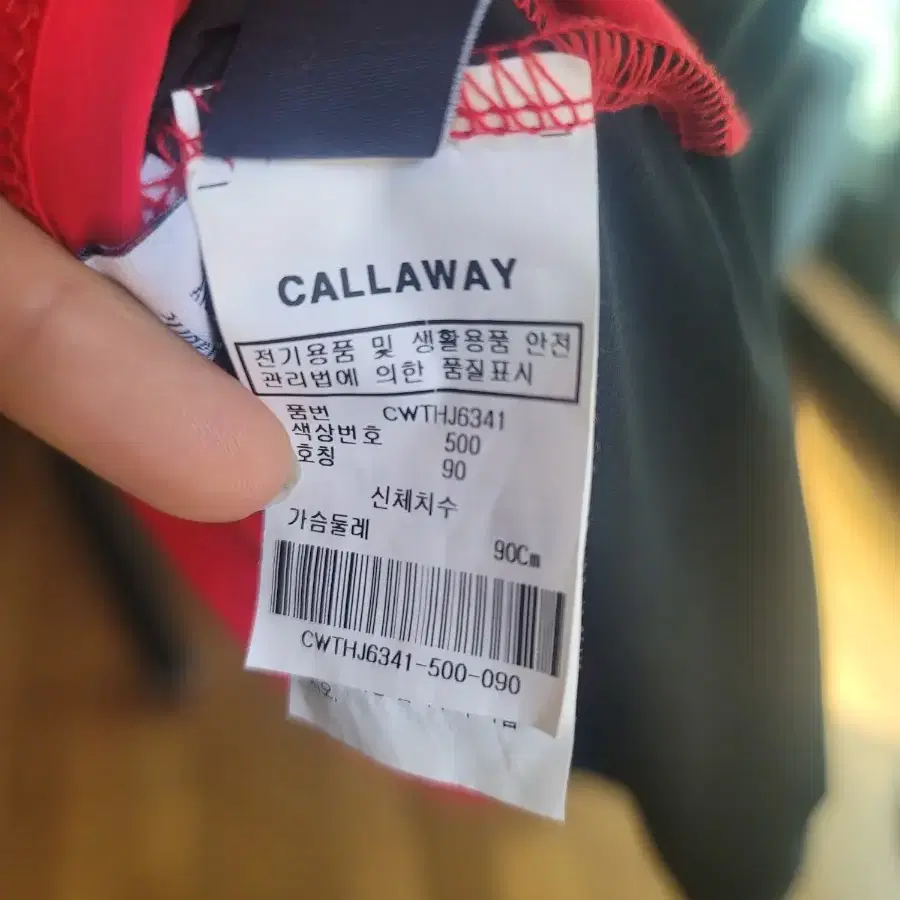 CALLAWAY
전기용품 및 생활용품 안전
관리법에 의한 품질표시
품번 CWTHJ6341
색상번호 500
호칭 90
신체치수
가슴둘레 90Cm
CWTHJ6341-500-090